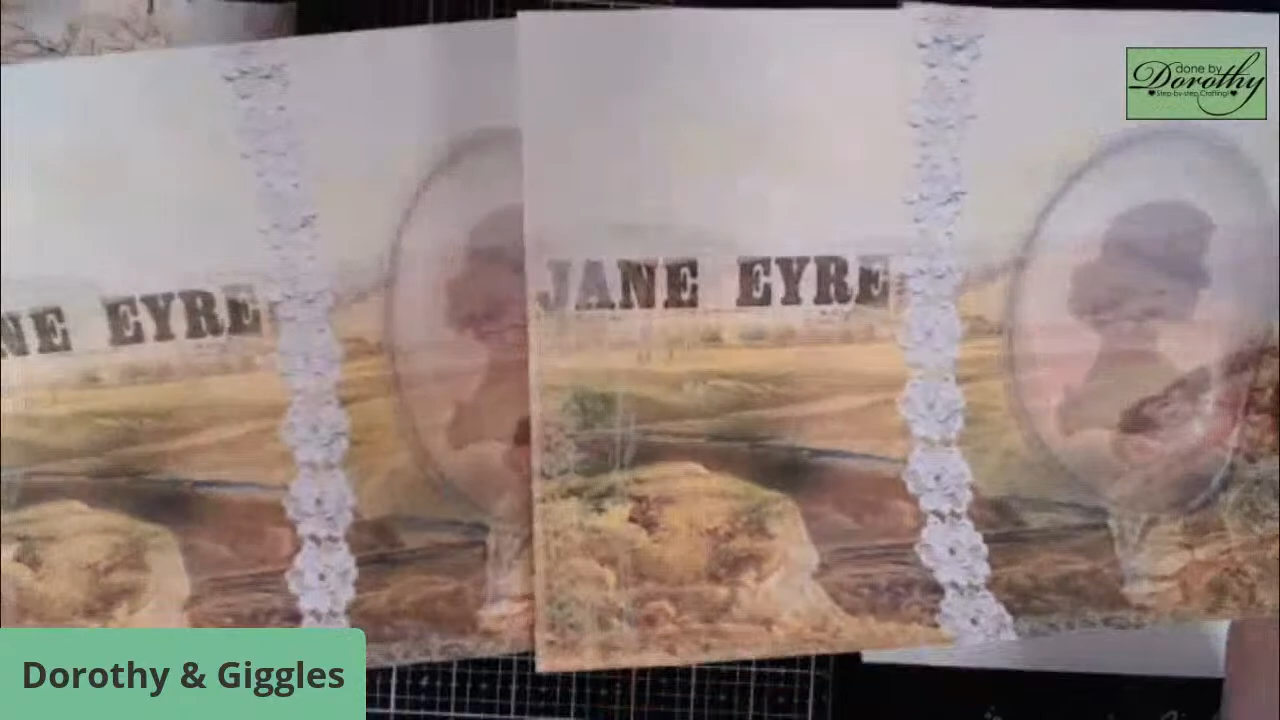 done by
Dorothy
Step-by-step Crafting!
NE EYRE
JANE EYRE
Dorothy & Giggles